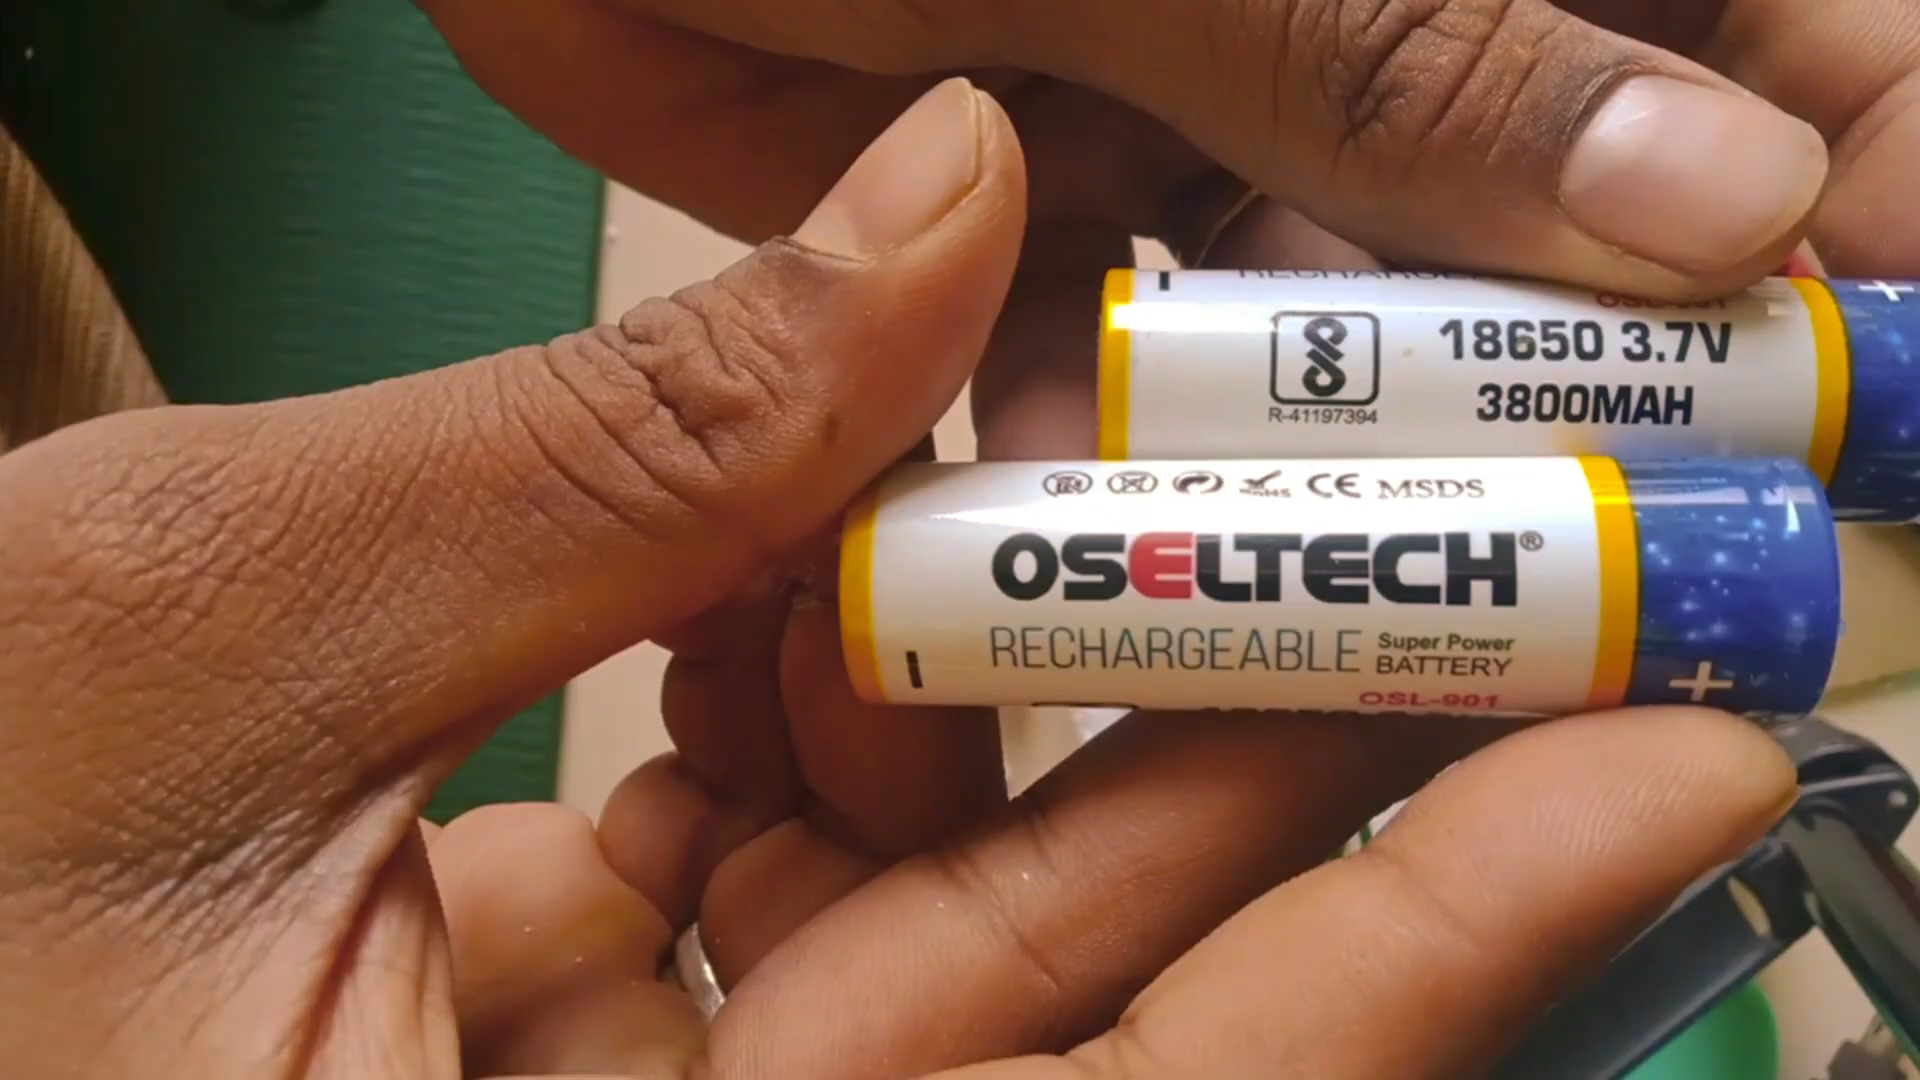 18650 3.7V
3800MAH
R-41197394
CE MSDS
OSELTECH®
RECHARGEABLE Super Power
BATTERY
OSL-901